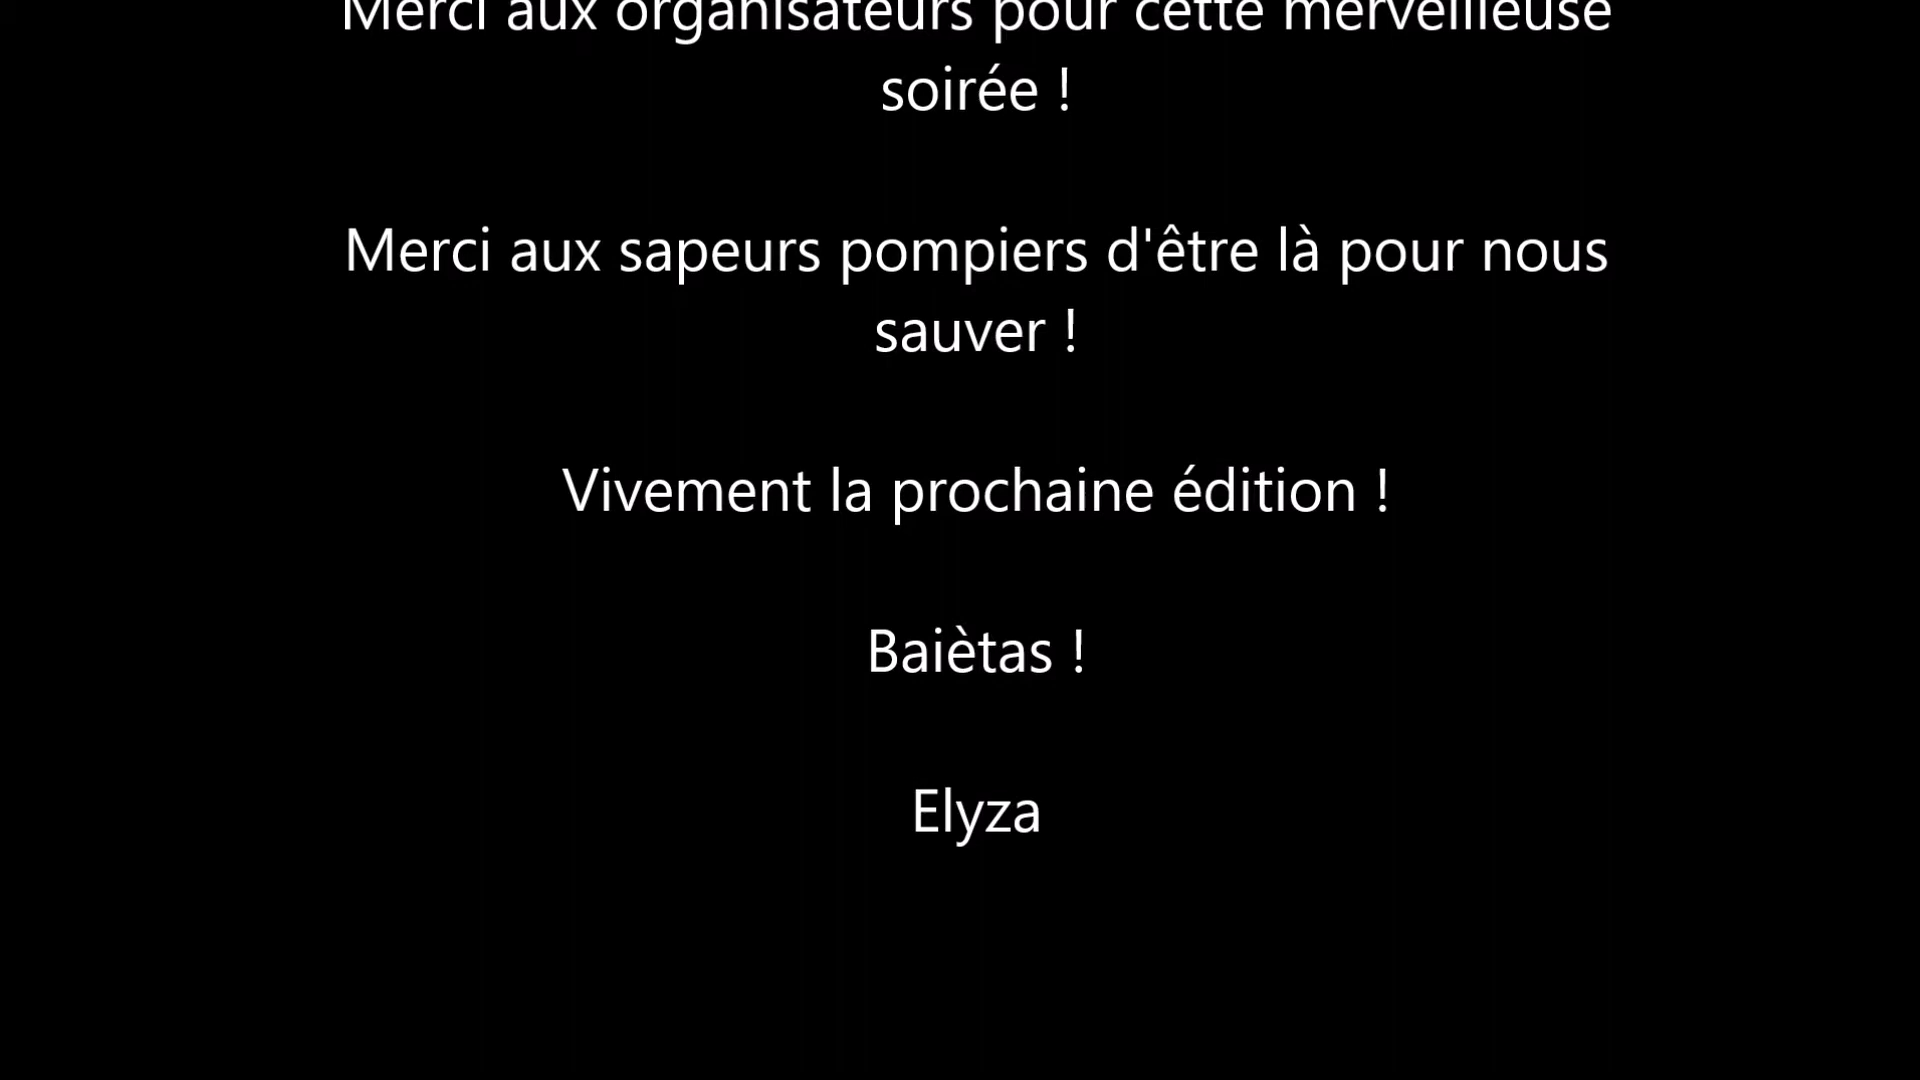 Merci aux organisateurs pour cette merveilleuse
soirée !
Merci aux sapeurs pompiers d'être là pour nous
sauver !
Vivement la prochaine édition !
Baiètas !
Elyza